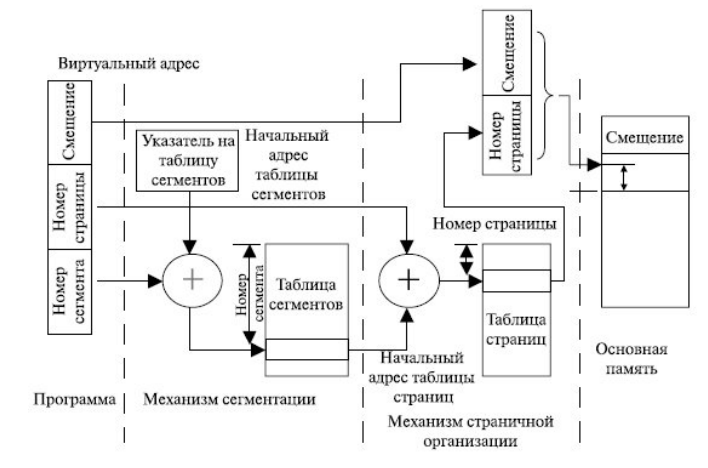 Виртуальный адрес
Смещение
Номер
страницы
Номер
сегмента
Указатель на
таблицу
сегментов
Начальный
адрес
таблицы
сегментов
Номер
сегмента
Таблица
сегментов
Смещение
Номер
страницы
Номер страницы
Таблица
страниц
Начальный
адрес таблицы
страниц
Смещение
Основная
память
Программа
Механизм сегментации
Механизм страничной
организации